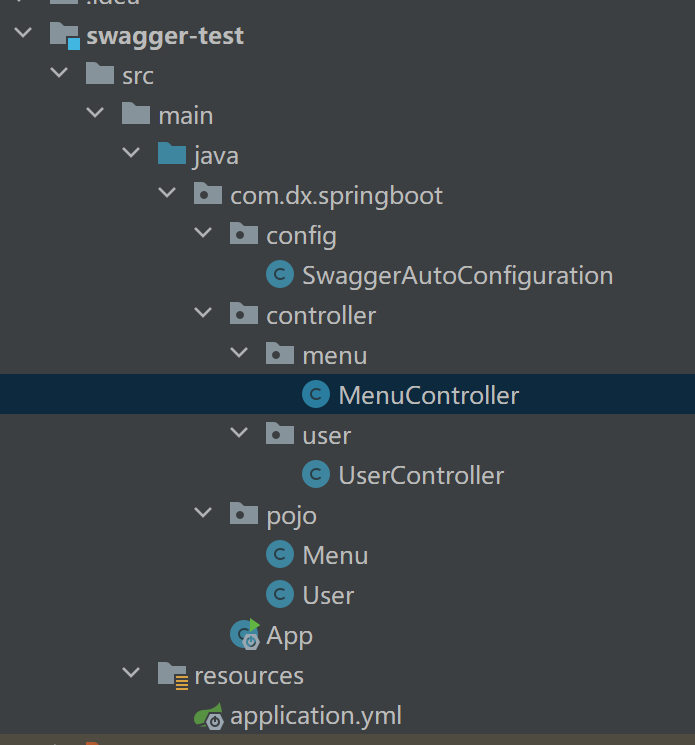 .idea
swagger-test
src
main
java
com.dx.springboot
config
C SwaggerAutoConfiguration
controller
menu
C MenuController
user
C UserController
pojo
C Menu
C User
C App
resources
application.yml